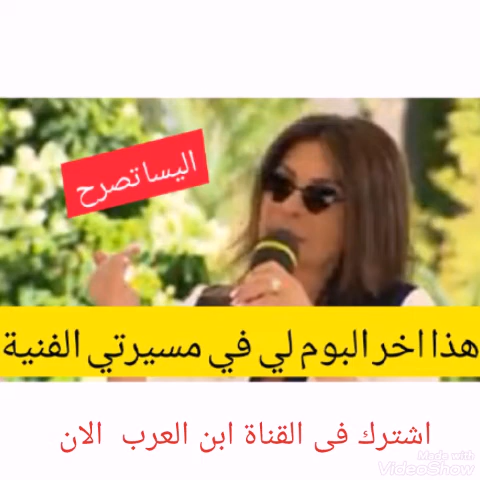 اليسا تصرح
هذا اخر البوم لي في مسيرتي الفنية
اشترك فى القناة ابن العرب الان
Made with
VideoShow